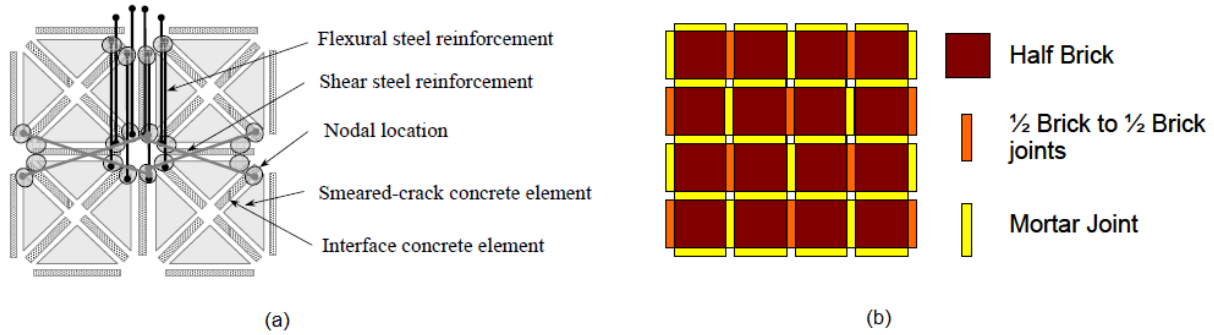 Flexural steel reinforcement
Shear steel reinforcement
Nodal location
Smeared-crack concrete element
Interface concrete element
(a)
Half Brick
½ Brick to ½ Brick
joints
Mortar Joint
(b)